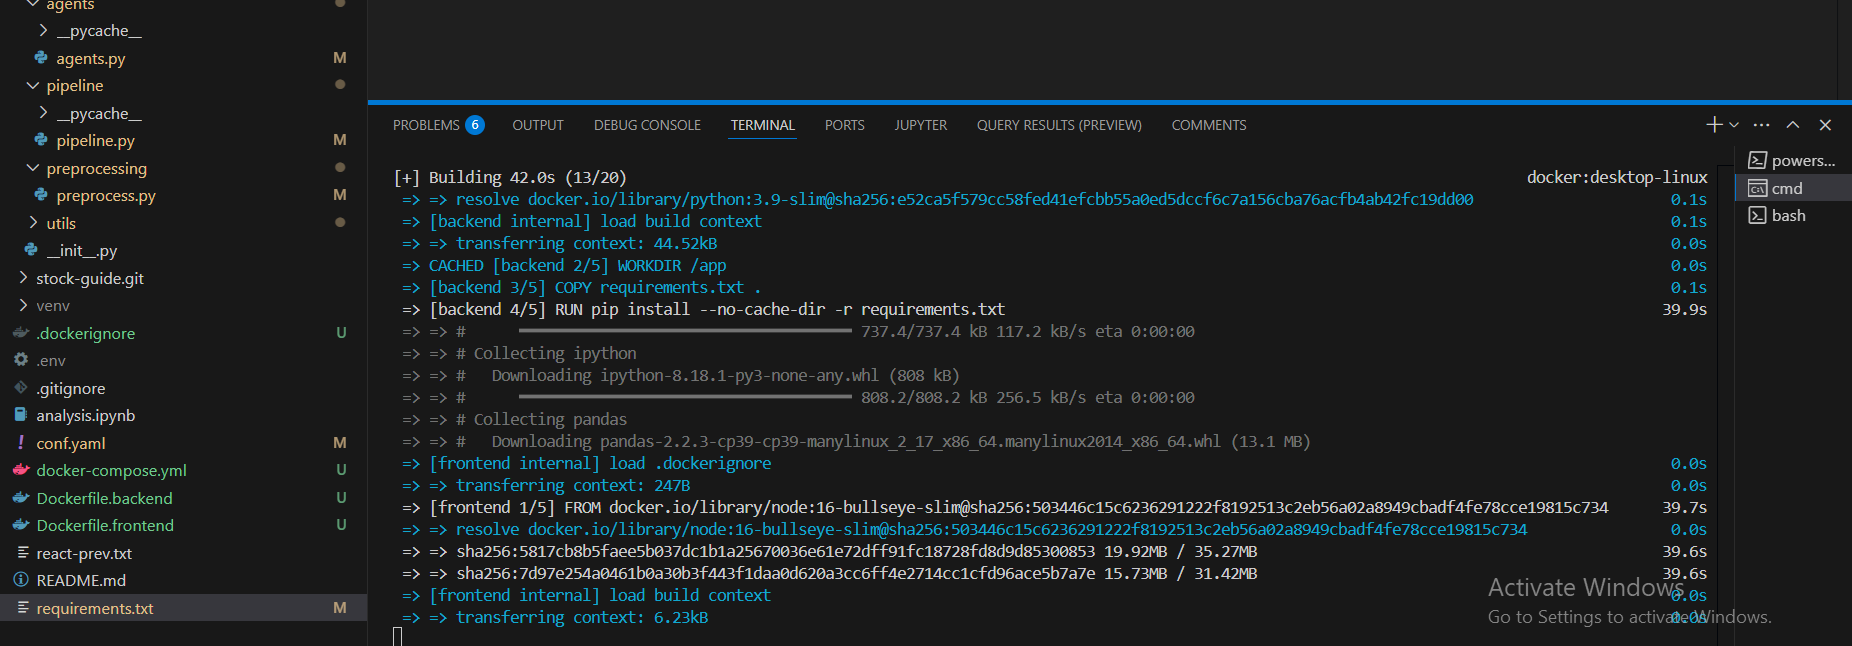 agents
__pycache__
agents.py M
pipeline
__pycache__
pipeline.py M
preprocessing
preprocess.py M
utils
__init__.py
stock-guide.git
venv
.dockerignore U
.env
.gitignore
analysis.ipynb
! conf.yaml M
docker-compose.yml U
Dockerfile.backend U
Dockerfile.frontend U
react-prev.txt
README.md
requirements.txt M
PROBLEMS 6 OUTPUT DEBUG CONSOLE TERMINAL PORTS JUPYTER QUERY RESULTS (PREVIEW) COMMENTS
[+] Building 42.0s (13/20) docker:desktop-linux
=> => resolve docker.io/library/python:3.9-slim@sha256:e52ca5f579cc58fed41efcbb55a0ed5dccf6c7a156cba76acfb4ab42fc19dd00 0.1s
=> [backend internal] load build context 0.1s
=> => transferring context: 44.52kB 0.0s
=> CACHED [backend 2/5] WORKDIR /app 0.0s
=> [backend 3/5] COPY requirements.txt . 0.1s
=> [backend 4/5] RUN pip install --no-cache-dir -r requirements.txt 39.9s
=> => # 737.4/737.4 kB 117.2 kB/s eta 0:00:00
=> => # Collecting ipython
=> => # Downloading ipython-8.18.1-py3-none-any.whl (808 kB)
=> => # 808.2/808.2 kB 256.5 kB/s eta 0:00:00
=> => # Collecting pandas
=> => # Downloading pandas-2.2.3-cp39-cp39-manylinux_2_17_x86_64.manylinux2014_x86_64.whl (13.1 MB)
=> [frontend internal] load .dockerignore 0.0s
=> => transferring context: 247B 0.0s
=> [frontend 1/5] FROM docker.io/library/node:16-bullseye-slim@sha256:503446c15c6236291222f8192513c2eb56a02a8949cbadf4fe78cce19815c734 39.7s
=> => resolve docker.io/library/node:16-bullseye-slim@sha256:503446c15c6236291222f8192513c2eb56a02a8949cbadf4fe78cce19815c734 0.0s
=> => sha256:5817cb8b5faee5b037dc1b1a25670036e61e72dff91fc18728fd8d9d85300853 19.92MB / 35.27MB 39.6s
=> => sha256:7d97e254a0461b0a30b3f443f1daa0d620a3cc6ff4e2714cc1cfd96ace5b7a7e 15.73MB / 31.42MB 39.6s
=> [frontend internal] load build context 0.0s
=> => transferring context: 6.23kB 0.0s
powers...
cmd
bash
Activate Windows
Go to Settings to activate Windows.